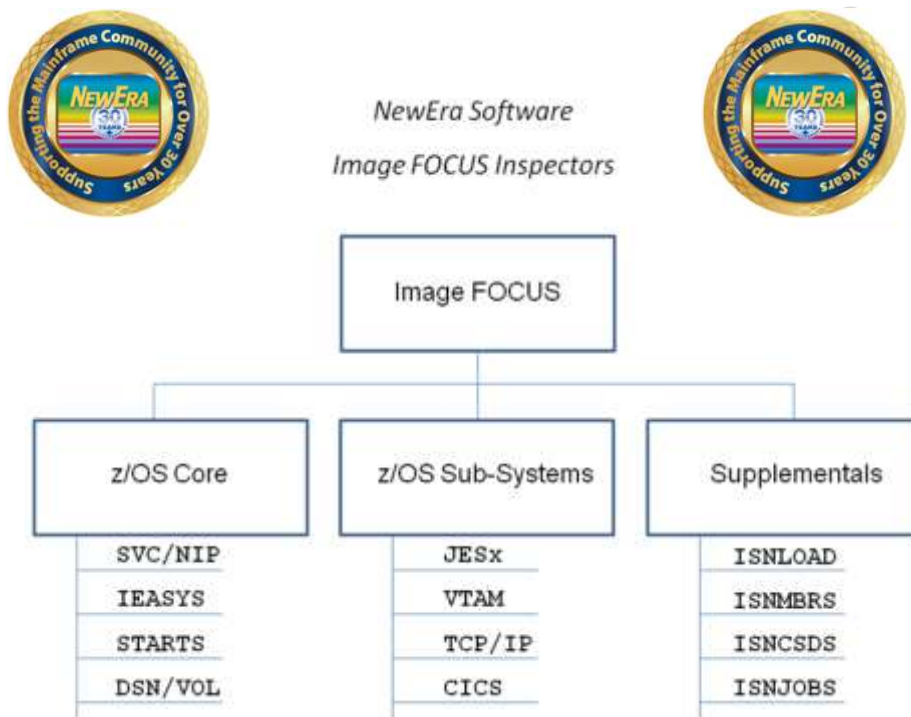 Supporting the Mainframe Community for Over 30 Years
NEWERA
30
YEARS
Supporting the Mainframe Community for Over 30 Years
NEWERA
30
YEARS
NewEra Software
Image FOCUS Inspectors
Image FOCUS
z/OS Core
z/OS Sub-Systems
Supplementals
SVC/NIP
IEASYS
STARTS
DSN/VOL
JESx
VTAM
TCP/IP
CICS
ISNLOAD
ISNMBRS
ISNCSDS
ISNJOBS